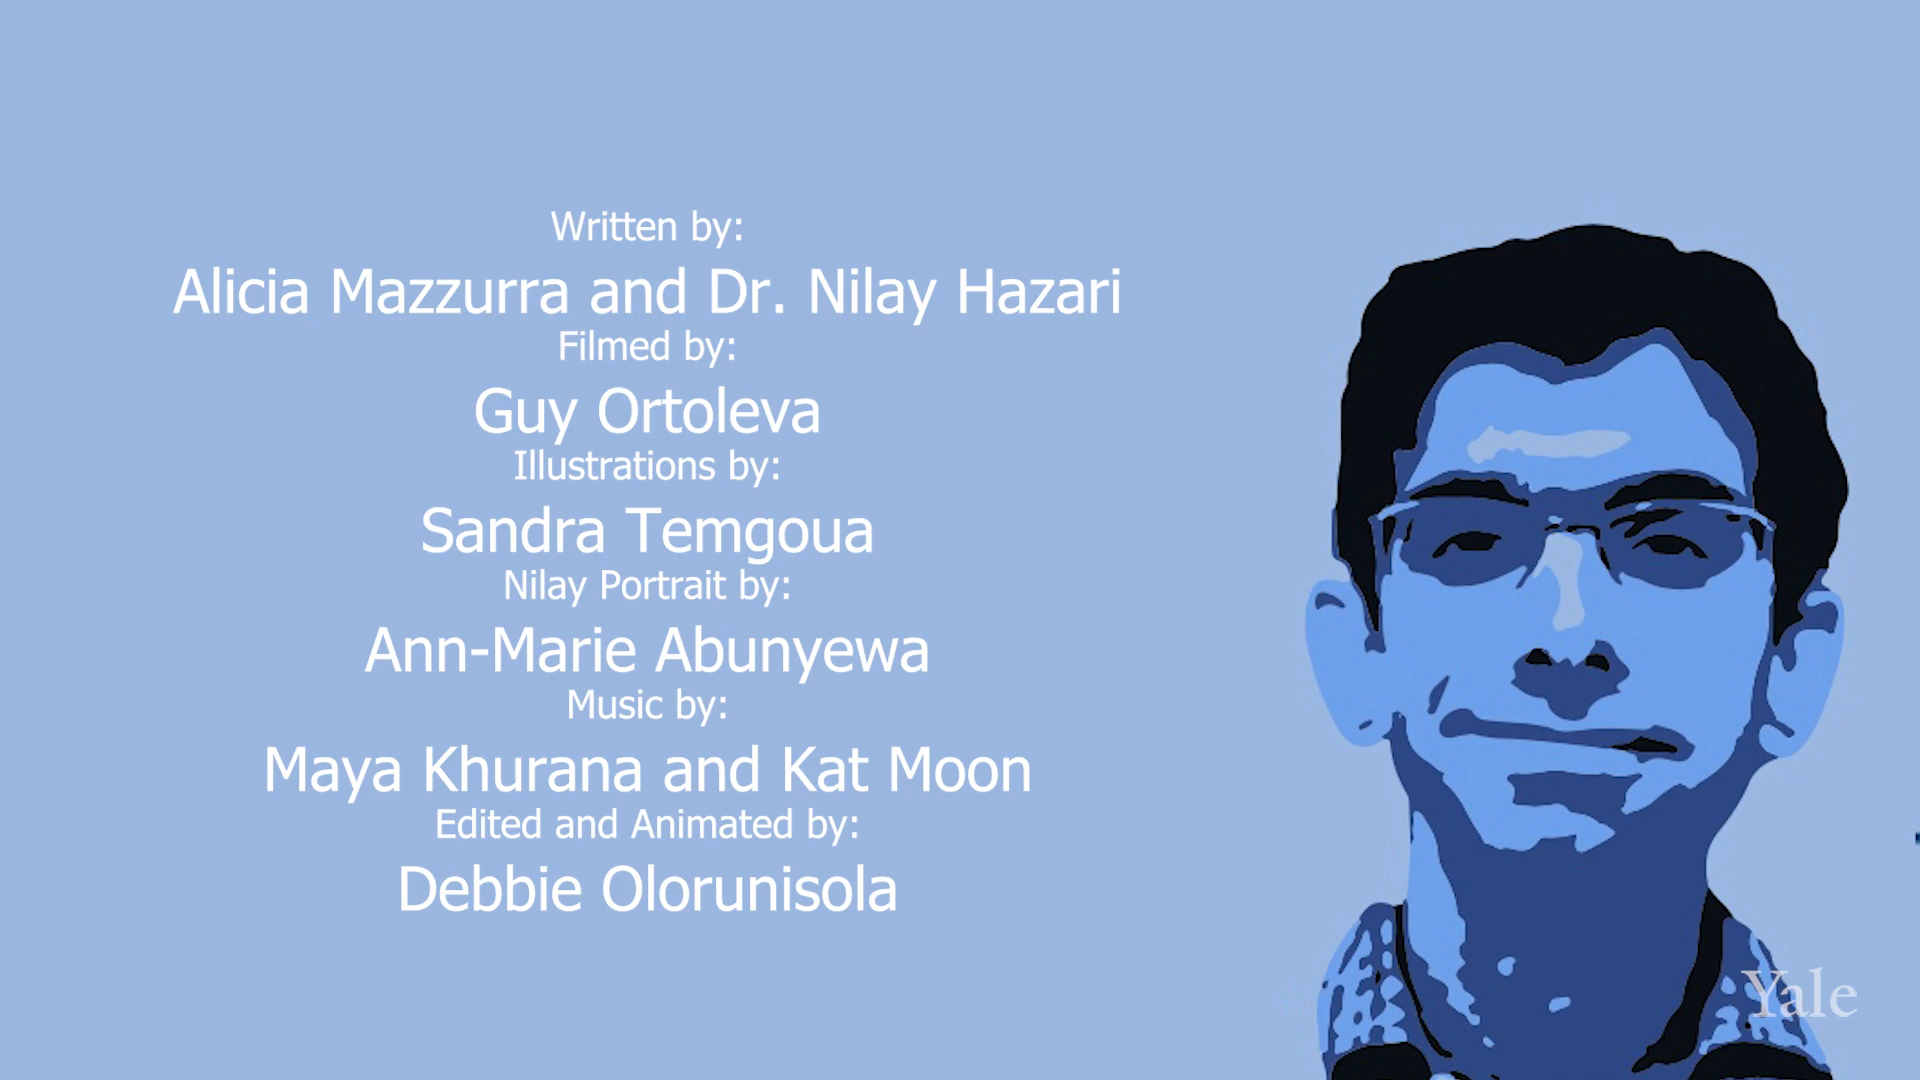 Written by:
Alicia Mazzurra and Dr. Nilay Hazari
Filmed by:
Guy Ortoleva
Illustrations by:
Sandra Temgoua
Nilay Portrait by:
Ann-Marie Abunyewa
Music by:
Maya Khurana and Kat Moon
Edited and Animated by:
Debbie Olorunisola
Yale